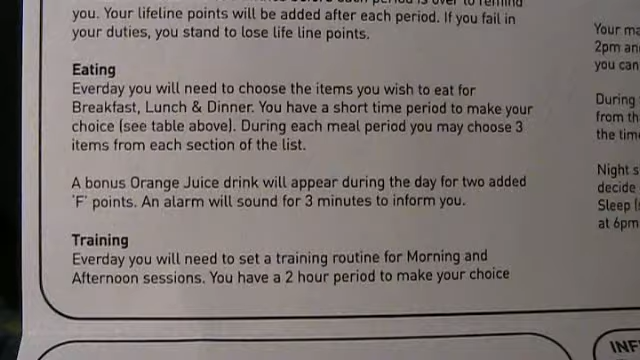 you. Your lifeline points will be added after each period. If you fail in
your duties, you stand to lose life line points.
Eating
Everday you will need to choose the items you wish to eat for
Breakfast, Lunch & Dinner. You have a short time period to make your
choice (see table above). During each meal period you may choose 3
items from each section of the list.
A bonus Orange Juice drink will appear during the day for two added
'F' points. An alarm will sound for 3 minutes to inform you.
Training
Everday you will need to set a training routine for Morning and
Afternoon sessions. You have a 2 hour period to make your choice
Your
2pm
you can
During
from
the
Night
decide
Sleep
at 6pm
INF